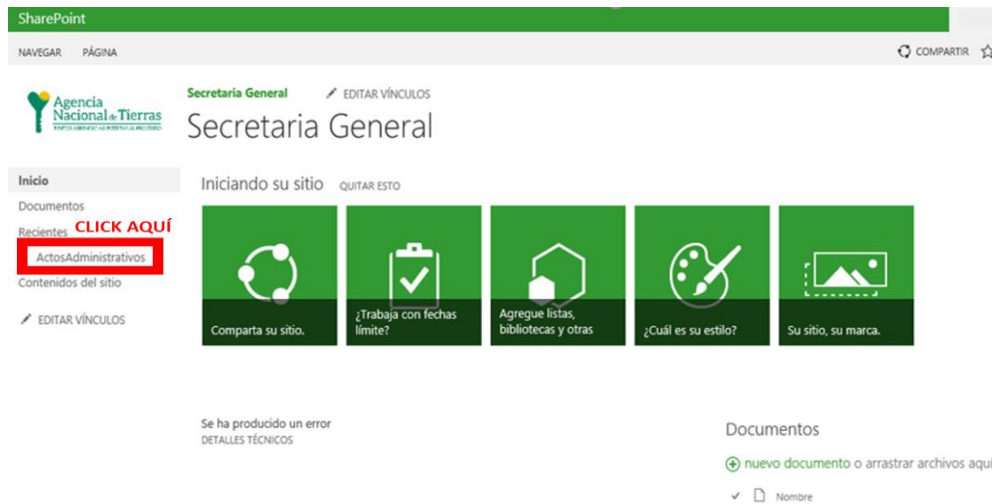 SharePoint
NAVEGAR PÁGINA
COMPARTIR
Agencia
Nacional de Tierras
Secretaria General
EDITAR VÍNCULOS
Secretaria General
Inicio
Documentos
Recientes
CLICK AQUÍ
ActosAdministrativos
Contenidos del sitio
EDITAR VÍNCULOS
Iniciando su sitio QUITAR ESTO
Comparta su sitio.
¿Trabaja con fechas
límite?
Agregue listas,
bibliotecas y otras
¿Cuál es su estilo?
Su sitio, su marca.
Se ha producido un error
DETALLES TÉCNICOS
Documentos
nuevo documento o arrastrar archivos aquí
Nombre